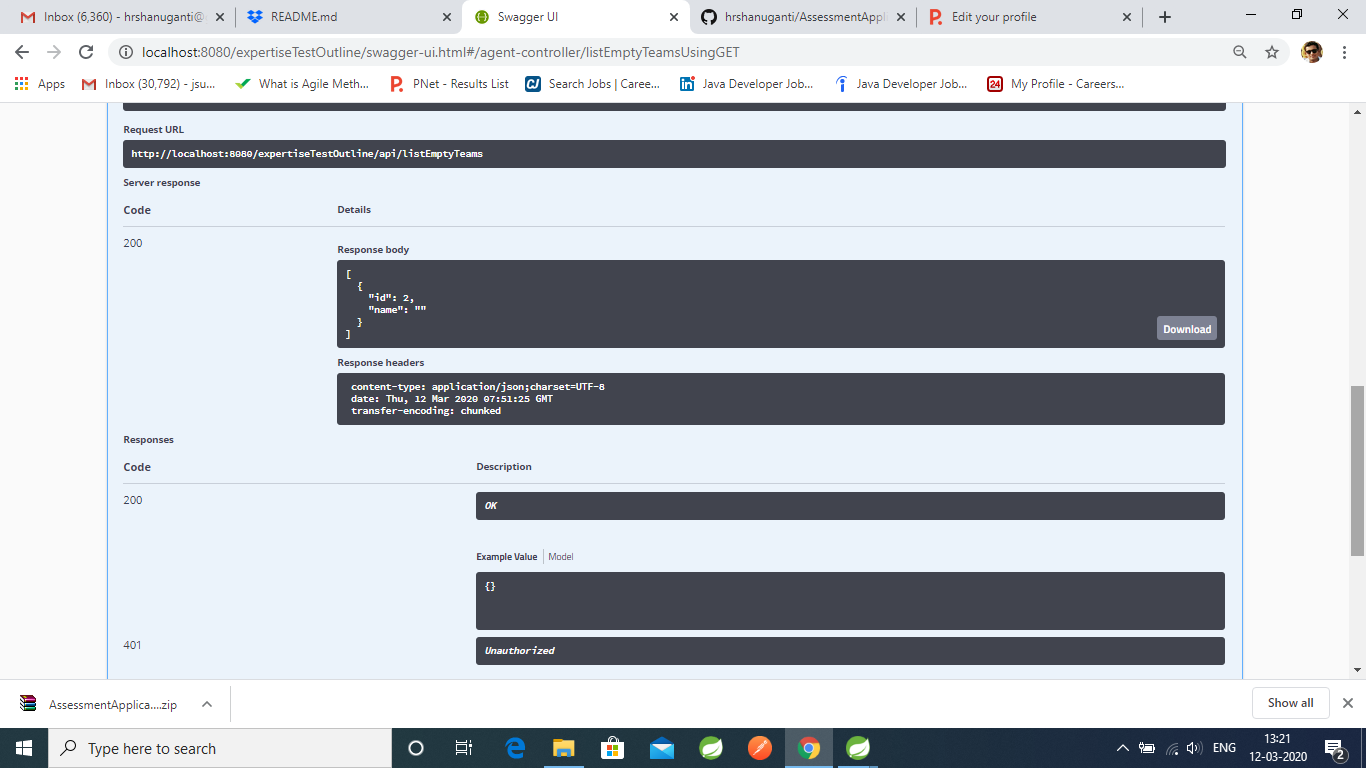 Inbox (6,360) - hrshanuganti@
README.md
Swagger UI
hrshanuganti/AssessmentAppli
Edit your profile
localhost:8080/expertiseTestOutline/swagger-ui.html#/agent-controller/listEmptyTeamsUsingGET
Apps
Inbox (30,792) - jsu...
What is Agile Meth...
PNet - Results List
Search Jobs | Caree...
Java Developer Job...
Java Developer Job...
My Profile - Careers...
Request URL
http://localhost:8080/expertiseTestOutline/api/listEmptyTeams
Server response
Code Details
200
Response body
[
{
"id": 2,
"name": ""
}
]
Download
Response headers
content-type: application/json;charset=UTF-8
date: Thu, 12 Mar 2020 07:51:25 GMT
transfer-encoding: chunked
Responses
Code Description
200
OK
Example Value Model
{}
401
Unauthorized
AssessmentApplica....zip
Show all
Type here to search
ENG
13:21
12-03-2020
2